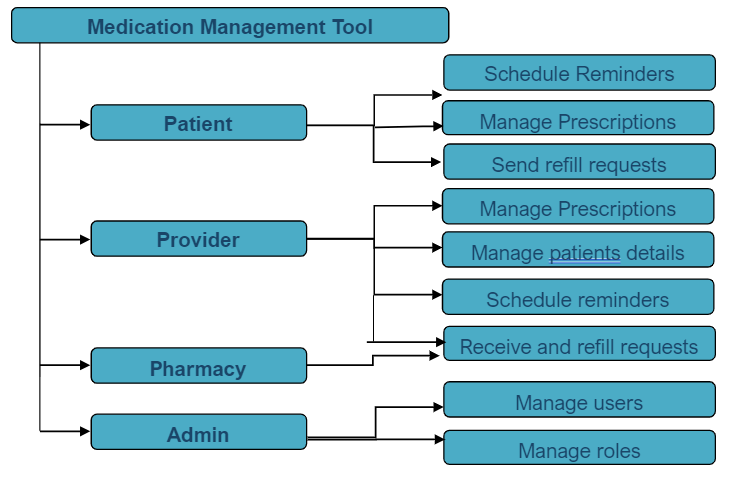 Medication Management Tool
Schedule Reminders
Patient
Manage Prescriptions
Send refill requests
Manage Prescriptions
Provider
Manage patients details
Schedule reminders
Receive and refill requests
Pharmacy
Manage users
Admin
Manage roles